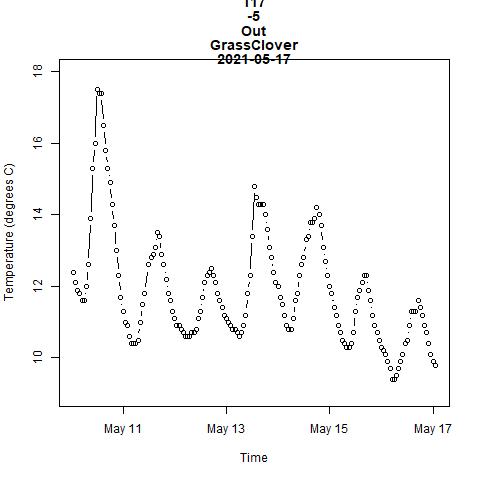 117
-5
Out
GrassClover
2021-05-17
Temperature (degrees C)
18
16
14
12
10
May 11
May 13
May 15
May 17
Time